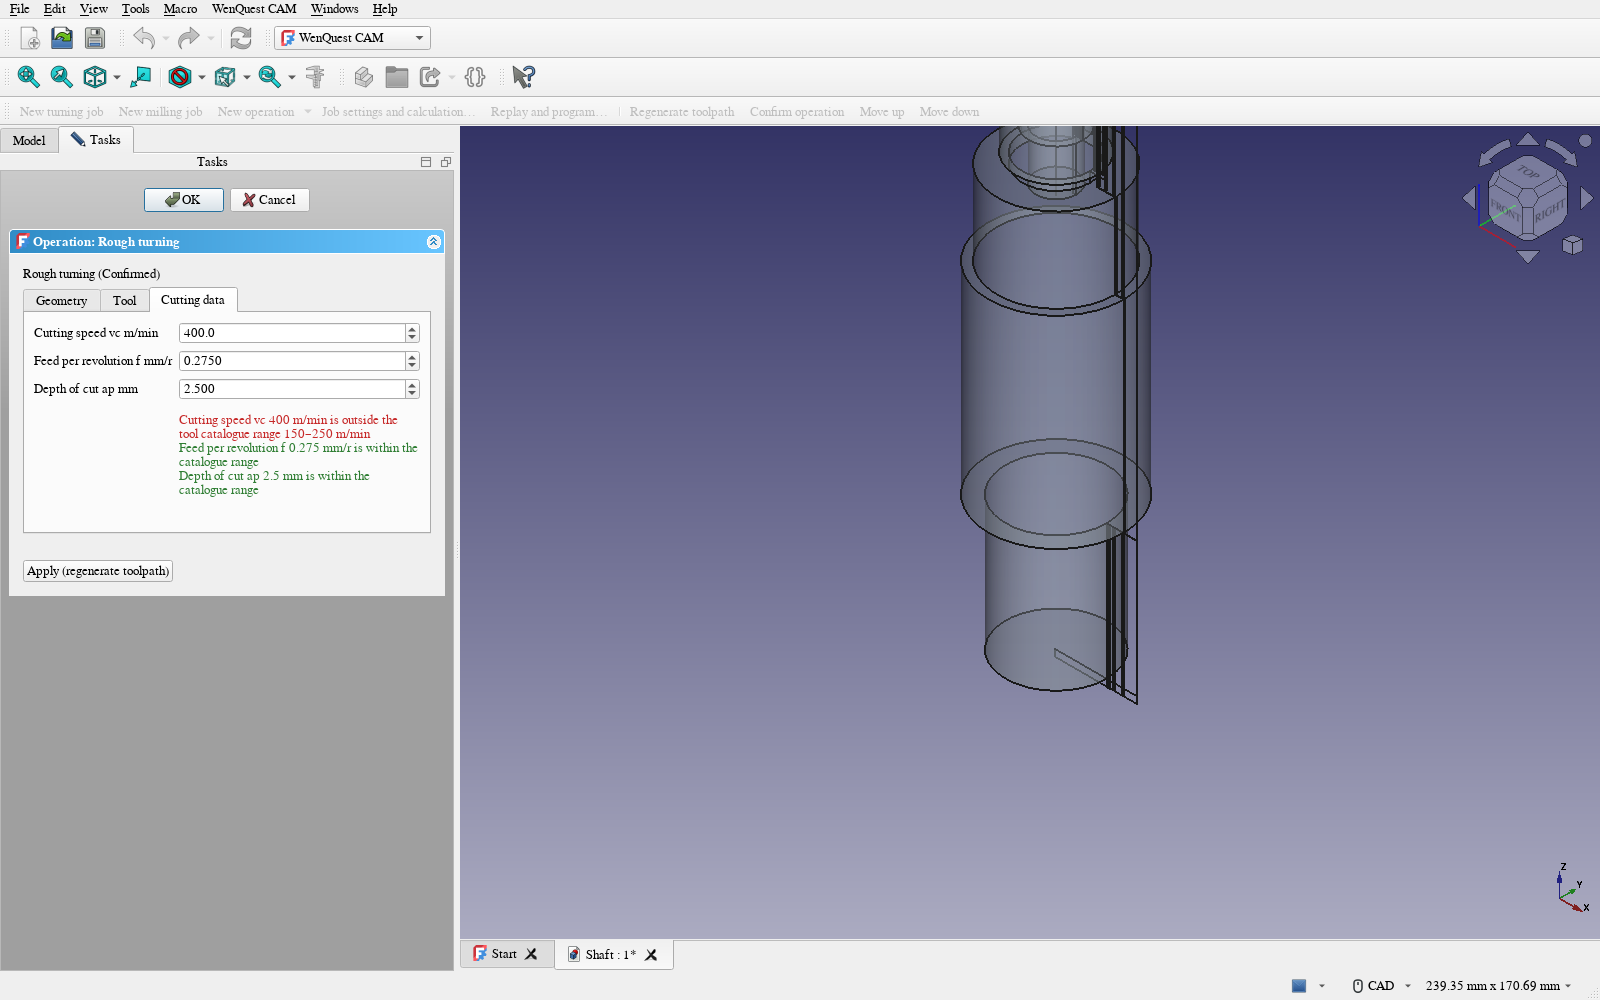 File Edit View Tools Macro WenQuest CAM Windows Help
WenQuest CAM
New turning job New milling job New operation Job settings and calculation… Replay and program… Regenerate toolpath Confirm operation Move up Move down
Model Tasks
Tasks
OK Cancel
Operation: Rough turning
Rough turning (Confirmed)
Geometry Tool Cutting data
Cutting speed vc m/min 400.0
Feed per revolution f mm/r 0.2750
Depth of cut ap mm 2.500
Cutting speed vc 400 m/min is outside the
tool catalogue range 150–250 m/min
Feed per revolution f 0.275 mm/r is within the
catalogue range
Depth of cut ap 2.5 mm is within the
catalogue range
Apply (regenerate toolpath)
TOP
FRONT RIGHT
Z
Y
X
Start Shaft : 1*
CAD 239.35 mm x 170.69 mm